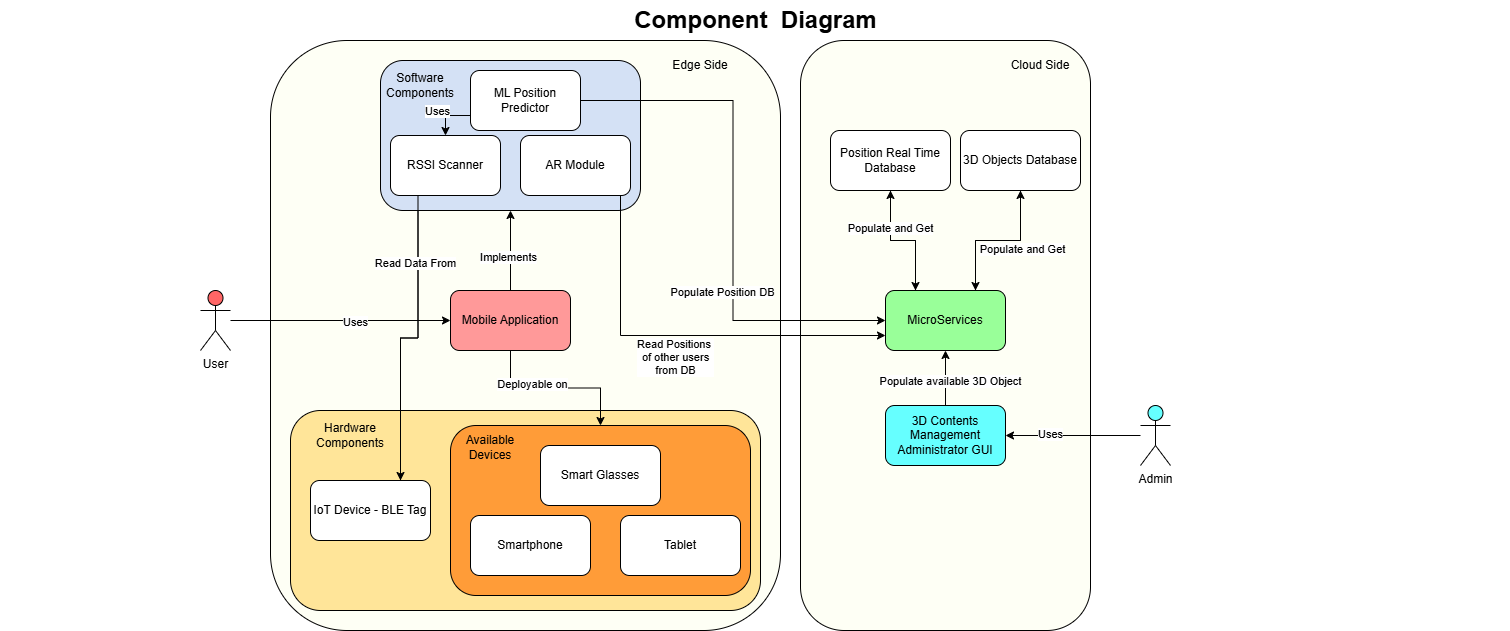 Component  Diagram
Edge Side
Cloud Side
Software
Components
ML Position
Predictor
Uses
RSSI Scanner
AR Module
Position Real Time
Database
3D Objects Database
Populate and Get
Populate and Get
Read Data From
Implements
Populate Position DB
User
Uses
Mobile Application
MicroServices
Read Positions
of other users
from DB
Deployable on
Populate available 3D Object
3D Contents
Management
Administrator GUI
Uses
Admin
Hardware
Components
Available
Devices
Smart Glasses
IoT Device - BLE Tag
Smartphone
Tablet